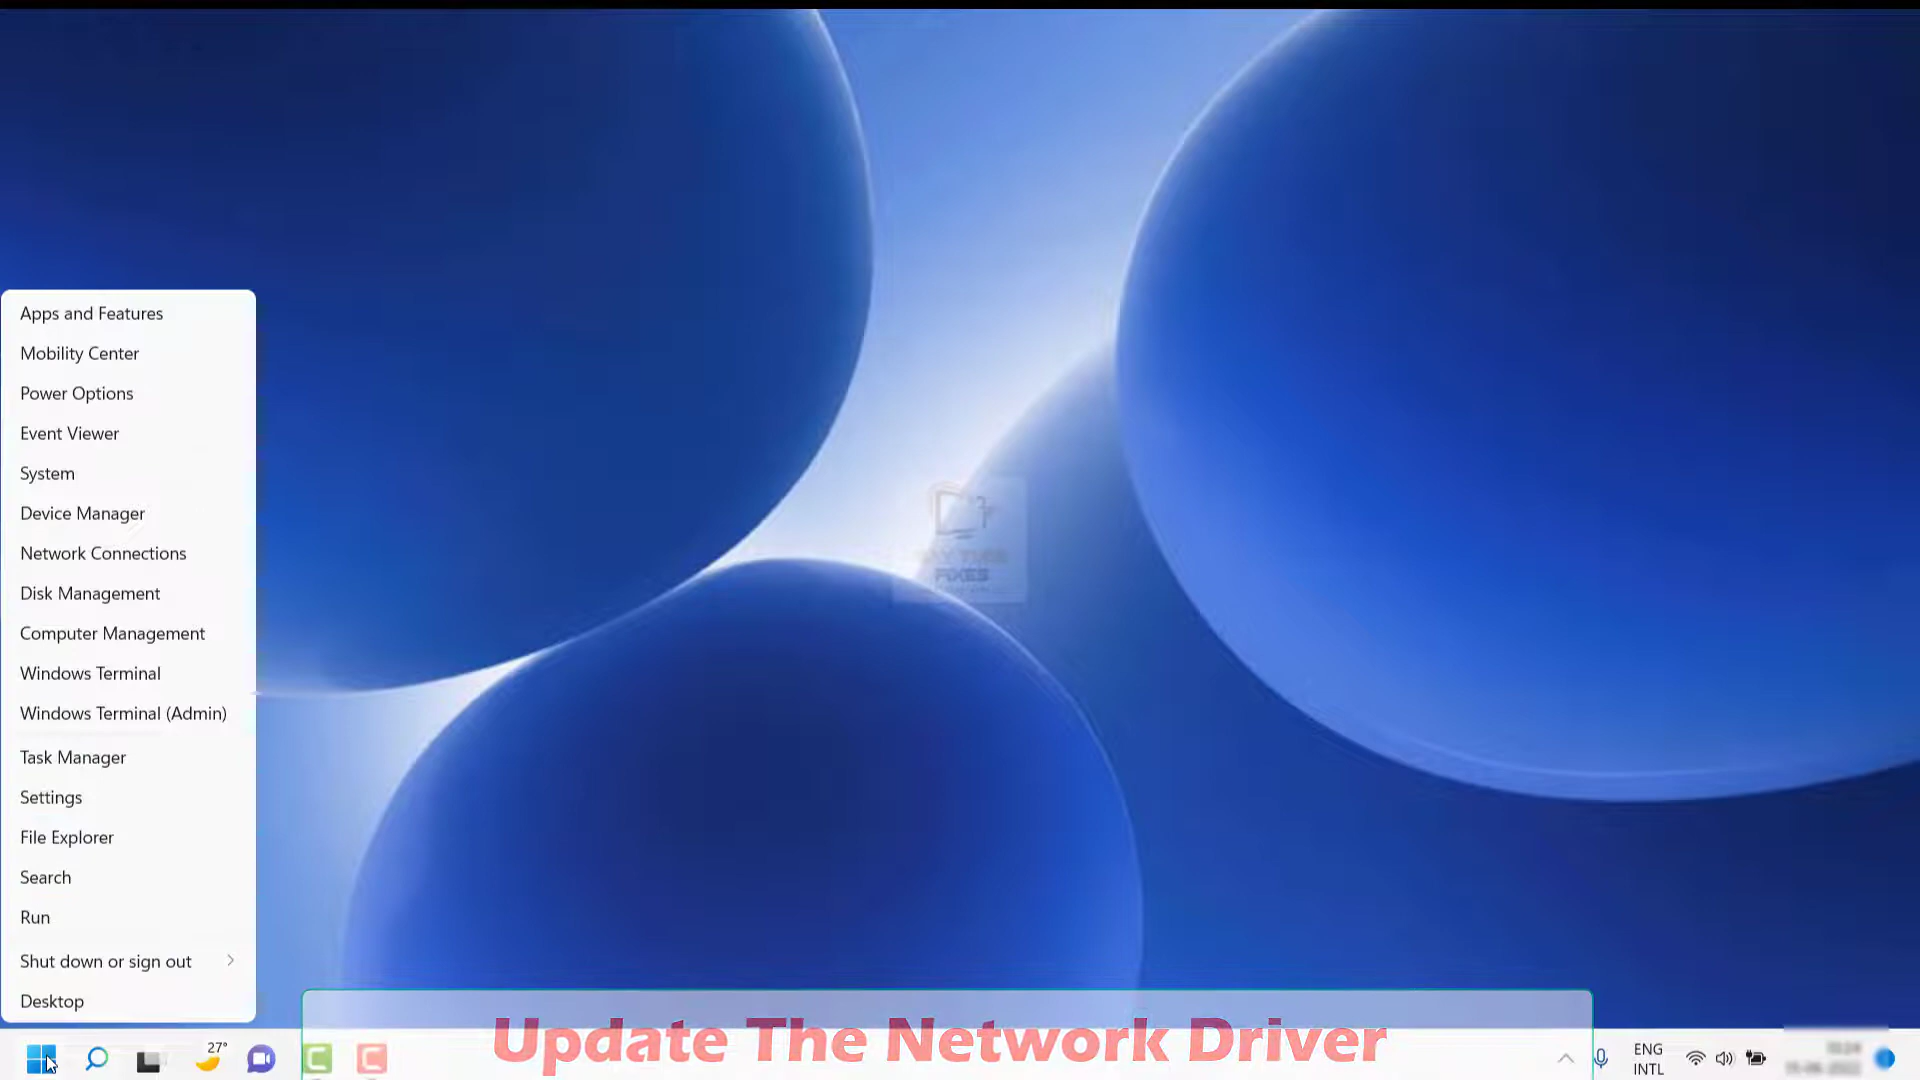 Apps and Features
Mobility Center
Power Options
Event Viewer
System
Device Manager
Network Connections
Disk Management
Computer Management
Windows Terminal
Windows Terminal (Admin)
Task Manager
Settings
File Explorer
Search
Run
Shut down or sign out
Desktop
FIXES
Update The Network Driver
27°
ENG
INTL